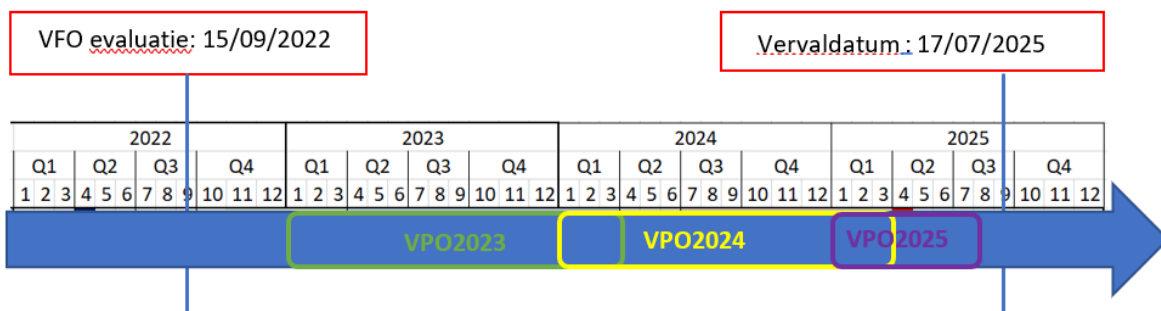 VFO evaluatie: 15/09/2022
Vervaldatum : 17/07/2025
2022 2023 2024 2025
Q1 Q2 Q3 Q4 Q1 Q2 Q3 Q4 Q1 Q2 Q3 Q4 Q1 Q2 Q3 Q4
1 2 3 4 5 6 7 8 9 10 11 12 1 2 3 4 5 6 7 8 9 10 11 12 1 2 3 4 5 6 7 8 9 10 11 12 1 2 3 4 5 6 7 8 9 10 11 12
VPO2023 VPO2024 VPO2025